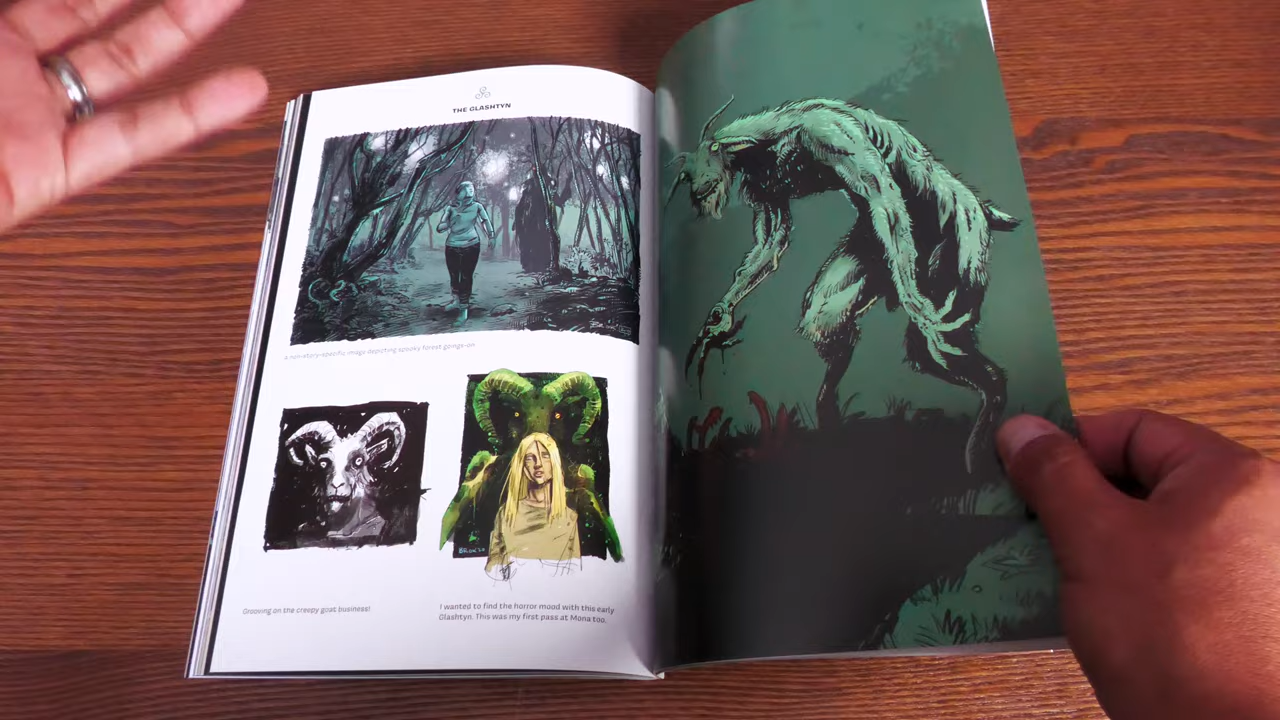 THE GLASHTYN
a non-story-specific image depicting spooky forest goings-on
Grooving on the creepy goat business!
I wanted to find the horror mood with this early
Glashtyn. This was my first pass at Mona too.